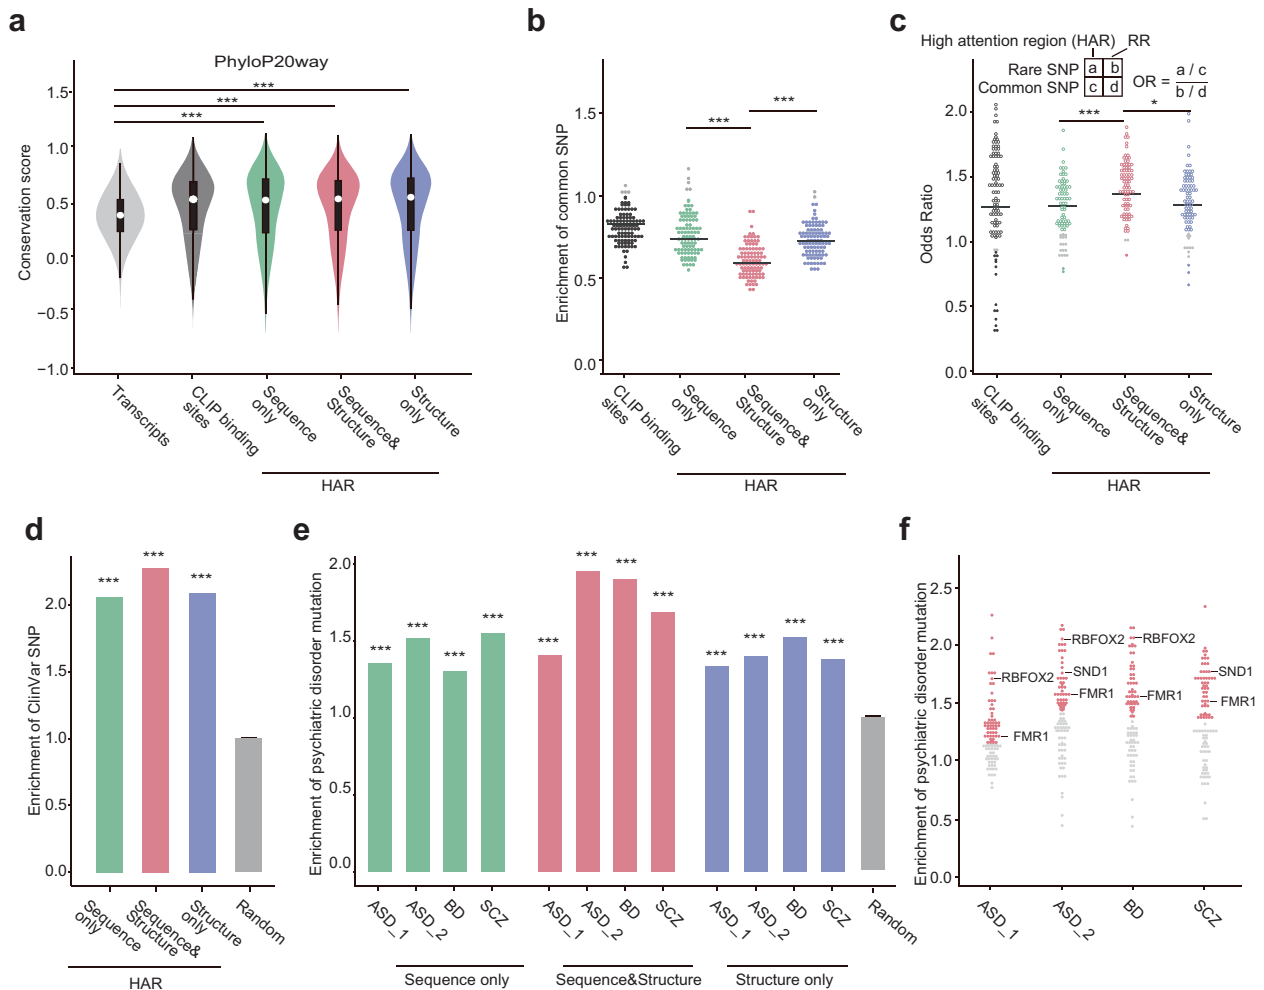 a
PhyloP20way
***
***
***
Conservation score
1.5
1.0
0.5
0.0
−0.5
−1.0
Transcripts
CLIP binding
sites
Sequence
only
Sequence&
Structure
Structure
only
HAR
b
Enrichment of common SNP
1.5
1.0
0.5
0.0
***
***
CLIP binding
sites
Sequence
only
Sequence&
Structure
Structure
only
HAR
c
High attention region (HAR) RR
Rare SNP a b
Common SNP c d
OR = a / c
b / d
Odds Ratio
2.0
1.5
1.0
1.5
0.0
***
*
CLIP binding
sites
Sequence
only
Sequence&
Structure
Structure
only
HAR
d
Enrichment of ClinVar SNP
2.0
1.5
1.0
0.5
0.0
***
***
***
Sequence
only
Sequence&
Structure
Structure
only
Random
HAR
e
Enrichment of psychiatric disorder mutation
2.0
1.5
1.0
0.5
0.0
***
***
***
***
***
***
***
***
***
***
***
***
ASD_1
ASD_2
BD
SCZ
ASD_1
ASD_2
BD
SCZ
ASD_1
ASD_2
BD
SCZ
Random
Sequence only
Sequence&Structure
Structure only
f
Enrichment of psychiatric disorder mutation
2.5
2.0
1.5
1.0
0.0
RBFOX2
FMR1
RBFOX2
SND1
FMR1
RBFOX2
FMR1
SND1
FMR1
ASD_1
ASD_2
BD
SCZ